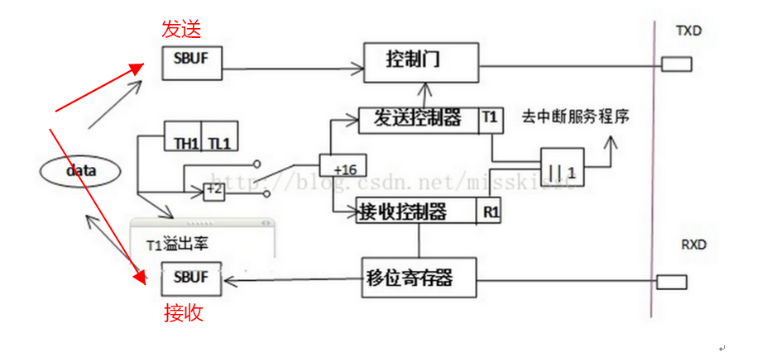 发送
SBUF
控制门
TXD
发送控制器 T1
去中断服务程序
TH1 TL1
data
÷16
÷2
|| 1
http://blog.csdn.net/misski
接收控制器 R1
T1溢出率
RXD
SBUF
移位寄存器
接收